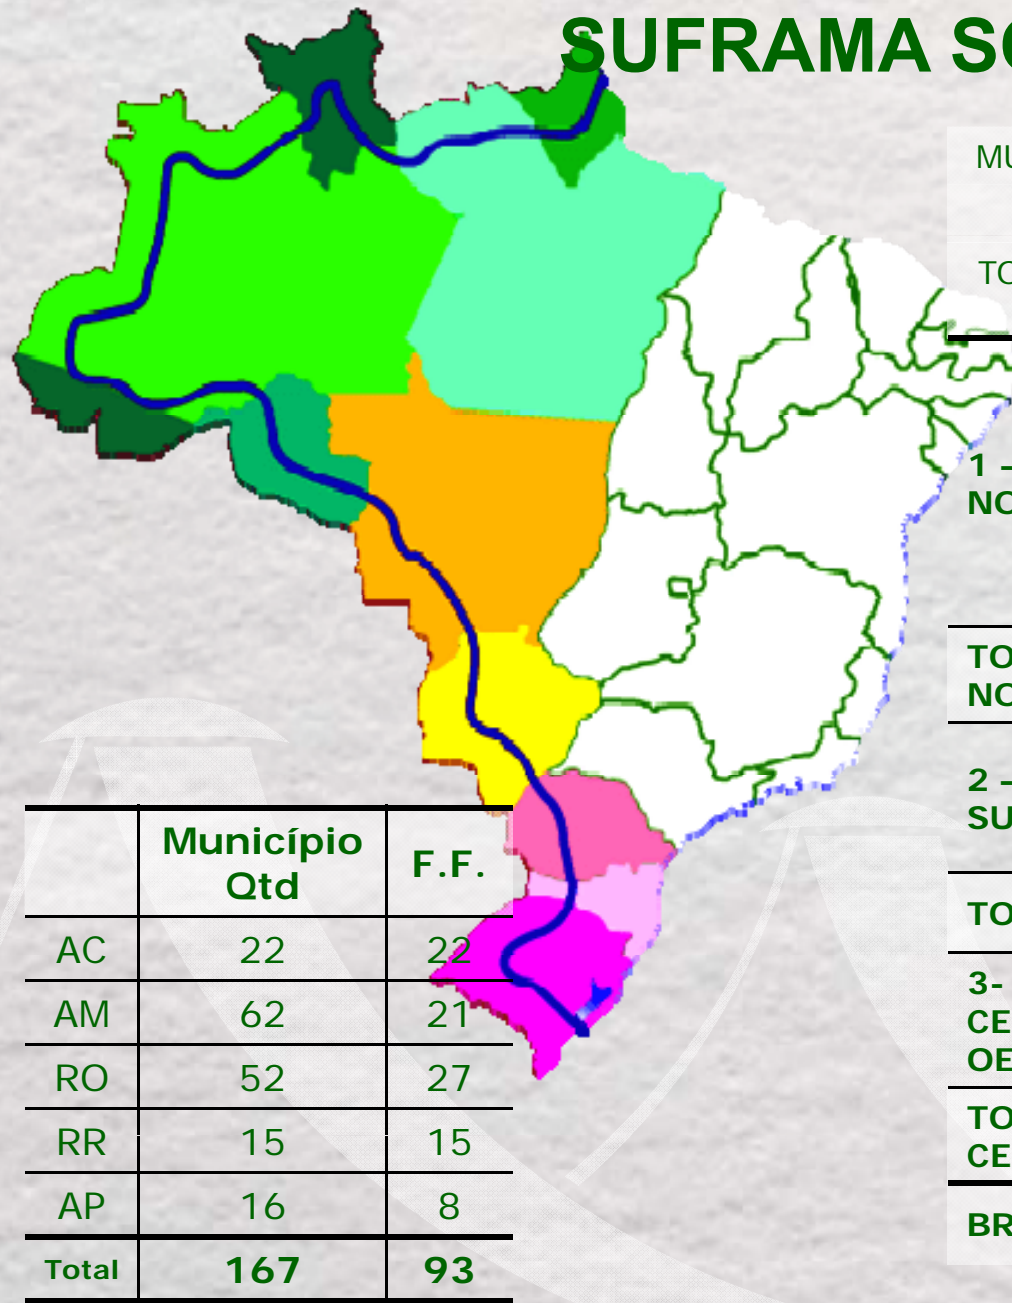 SUFRAMA SO
MU
TO
1 –
NO
TO
NO
2 –
SU
TO
3-
CE
OE
TO
CE
BR
Município
Qtd F.F.
AC 22 22
AM 62 21
RO 52 27
RR 15 15
AP 16 8
Total 167 93